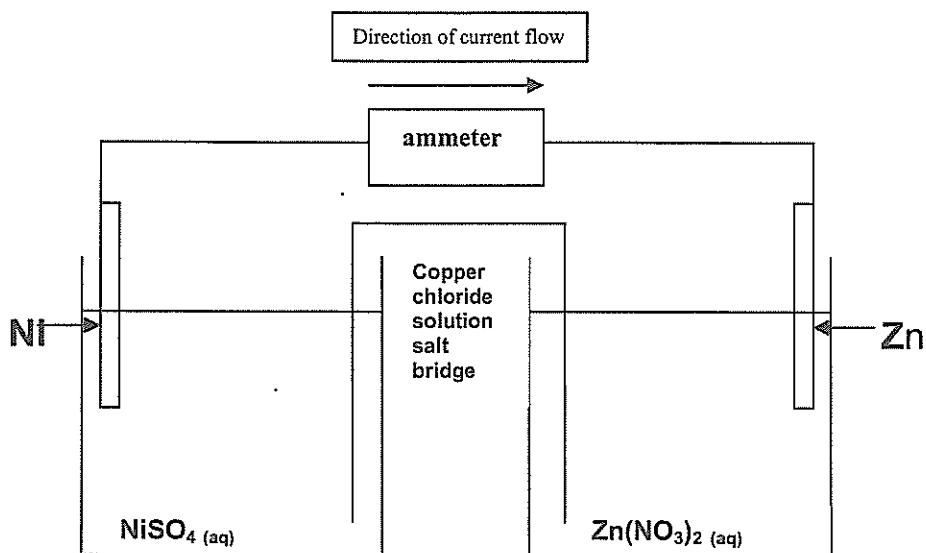 Direction of current flow
ammeter
Copper
chloride
solution
salt
bridge
Ni
Zn
NiSO₄ (aq)
Zn(NO₃)₂ (aq)